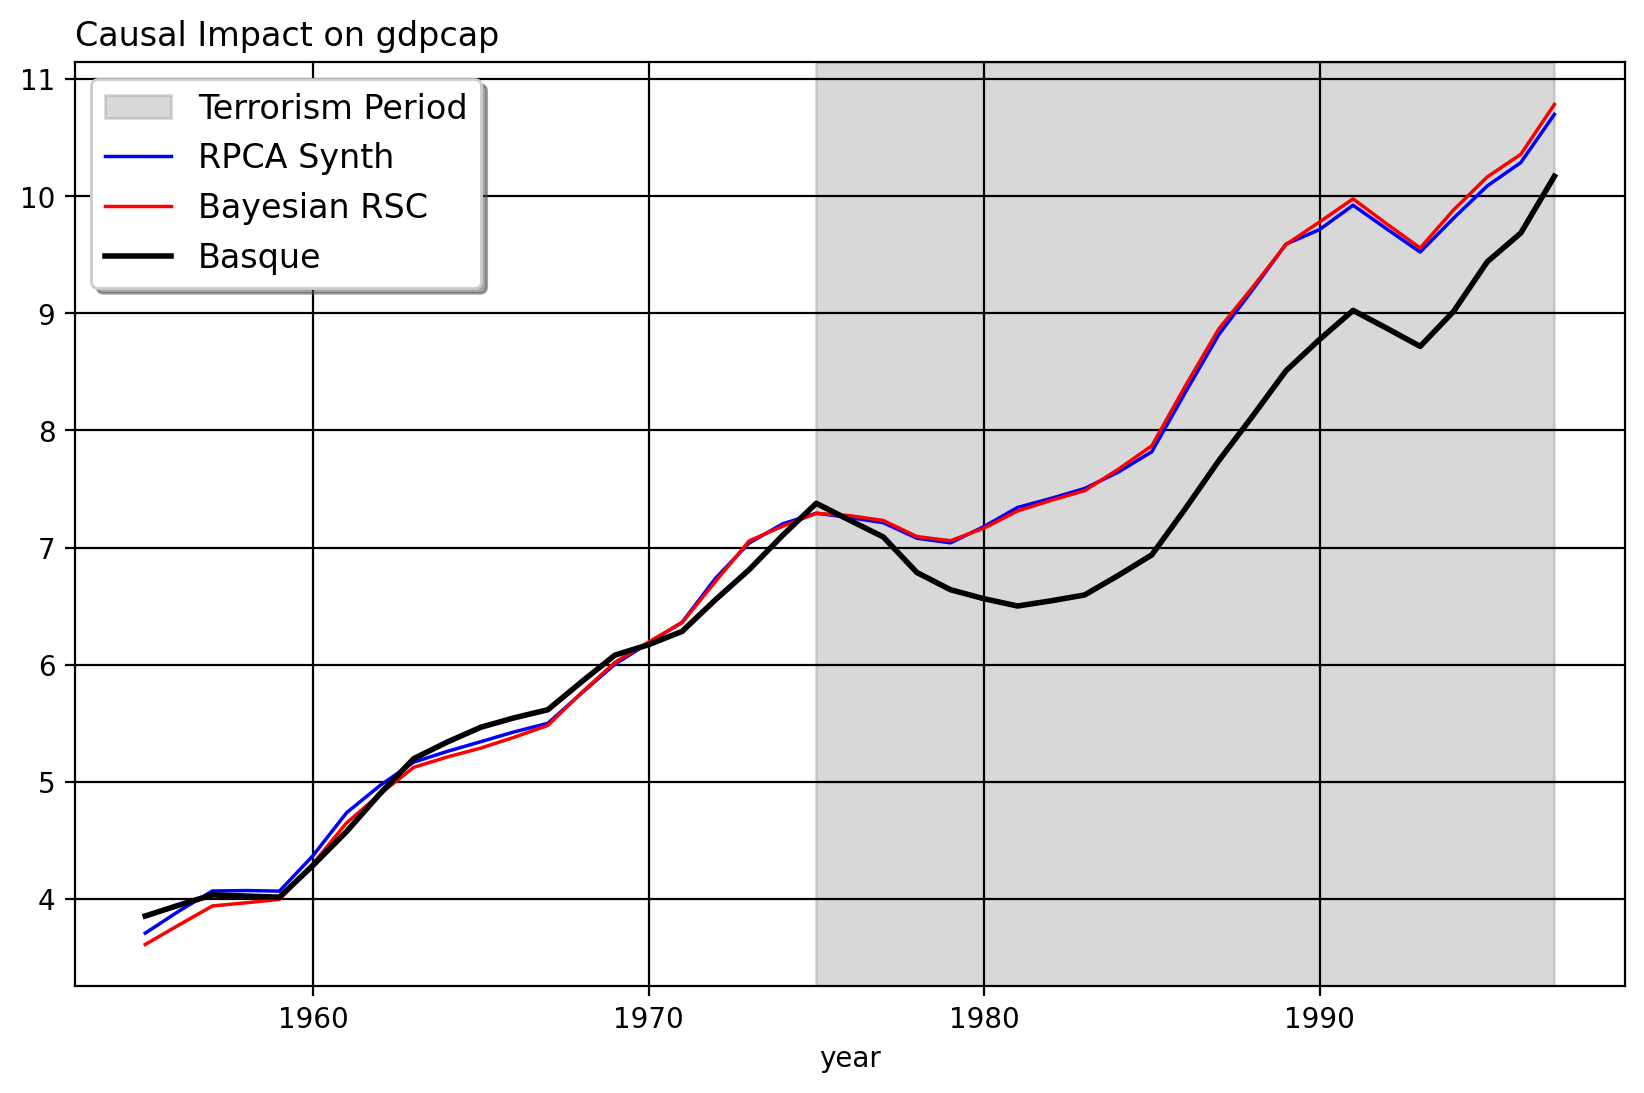 Causal Impact on gdpcap
Terrorism Period
RPCA Synth
Bayesian RSC
Basque
11
10
9
8
7
6
5
4
1960 1970 1980 1990
year